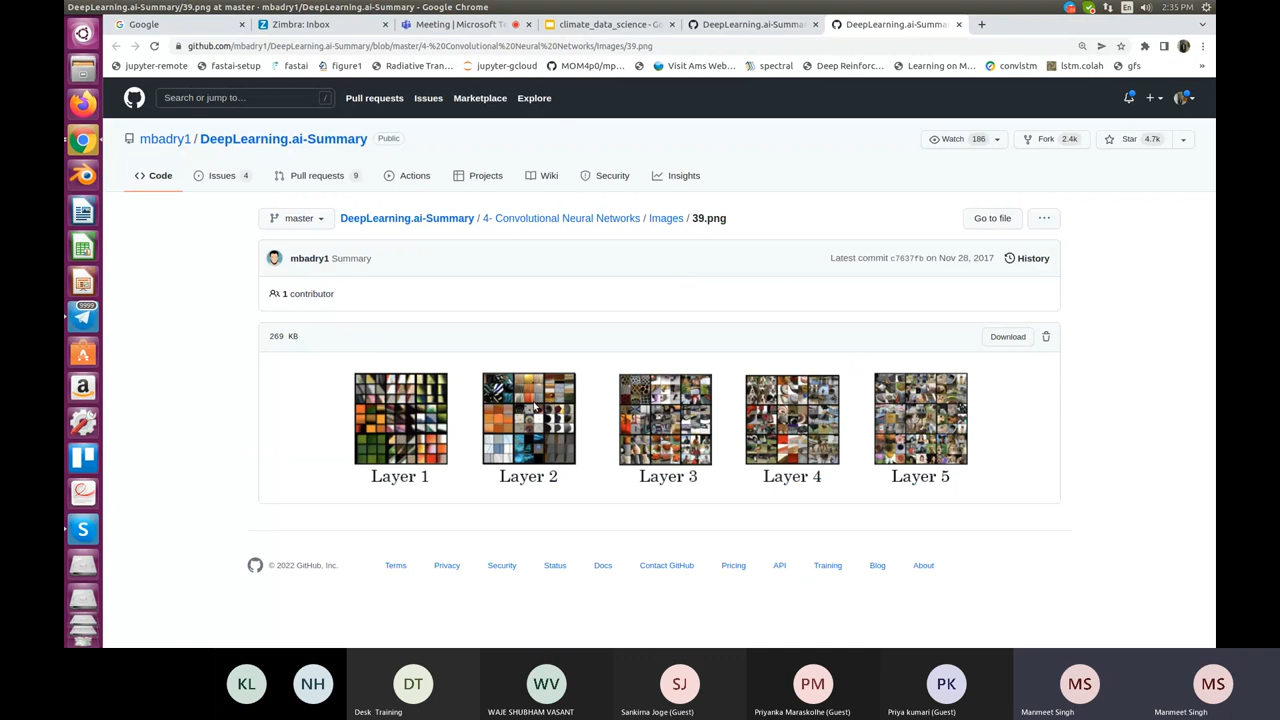 DeepLearning.ai-Summary/39.png at master · mbadry1/DeepLearning.ai-Summary - Google Chrome
En 2:35 PM
Google
Zimbra: Inbox
Meeting | Microsoft Te
climate_data_science - Go
DeepLearning.ai-Summar
DeepLearning.ai-Summar
github.com/mbadry1/DeepLearning.ai-Summary/blob/master/4-%20Convolutional%20Neural%20Networks/Images/39.png
jupyter-remote
fastai-setup
fastai
figure1
Radiative Tran…
jupyter-gcloud
MOM4p0/mp…
Visit Ams Web…
spectral
Deep Reinforc…
Learning on M…
convlstm
lstm.colah
gfs
»
Search or jump to… /
Pull requests
Issues
Marketplace
Explore
mbadry1 / DeepLearning.ai-Summary Public
Watch 186
Fork 2.4k
Star 4.7k
Code
Issues 4
Pull requests 9
Actions
Projects
Wiki
Security
Insights
master
DeepLearning.ai-Summary / 4- Convolutional Neural Networks / Images / 39.png
Go to file
mbadry1 Summary
Latest commit c7637fb on Nov 28, 2017
History
1 contributor
269 KB
Download
Layer 1
Layer 2
Layer 3
Layer 4
Layer 5
© 2022 GitHub, Inc.
Terms
Privacy
Security
Status
Docs
Contact GitHub
Pricing
API
Training
Blog
About
KL
NH
DT
Desk Training
WV
WAJE SHUBHAM VASANT
SJ
Sankirna Joge (Guest)
PM
Priyanka Maraskolhe (Guest)
PK
Priya kumari (Guest)
MS
Manmeet Singh
MS
Manmeet Singh